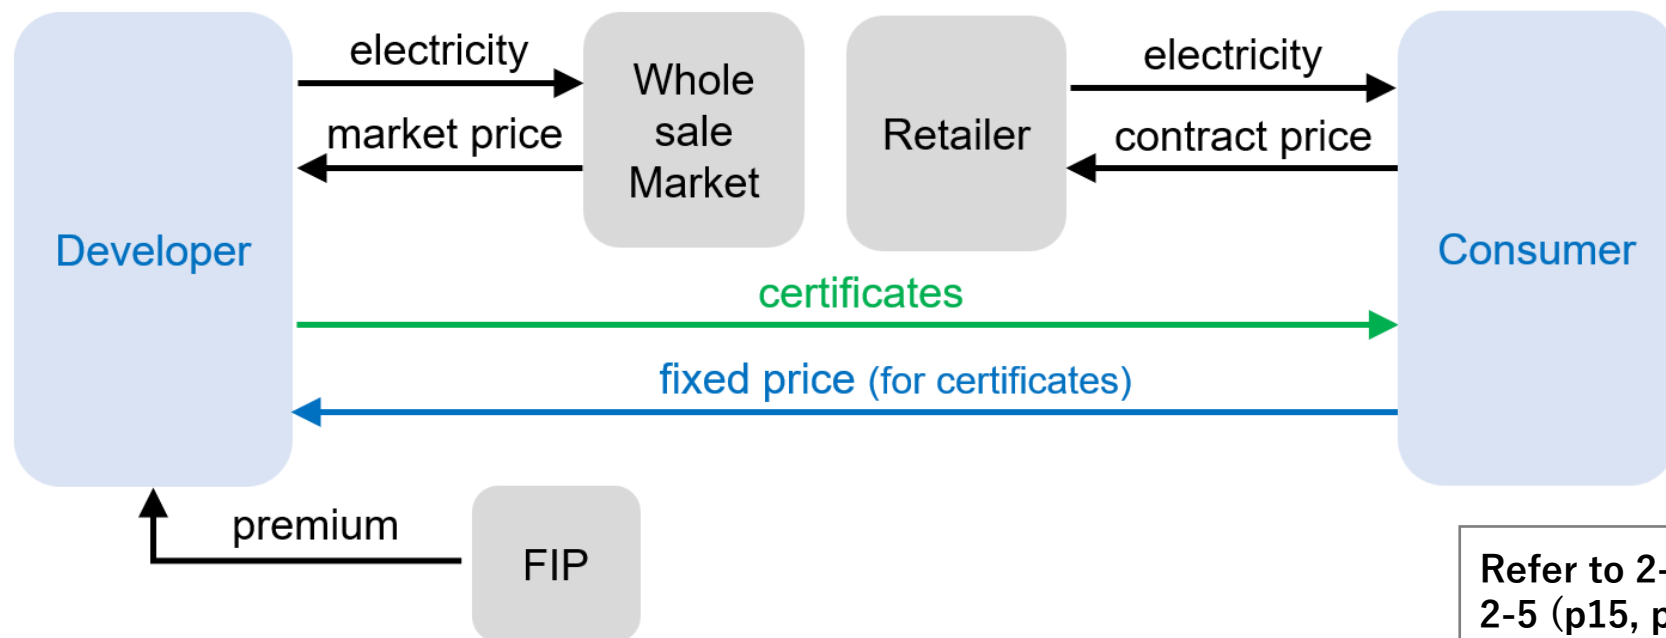 electricity
Whole
sale
Market
market price
Retailer
electricity
contract price
Developer
Consumer
certificates
fixed price (for certificates)
premium
FIP
Refer to 2-
2-5 (p15, p